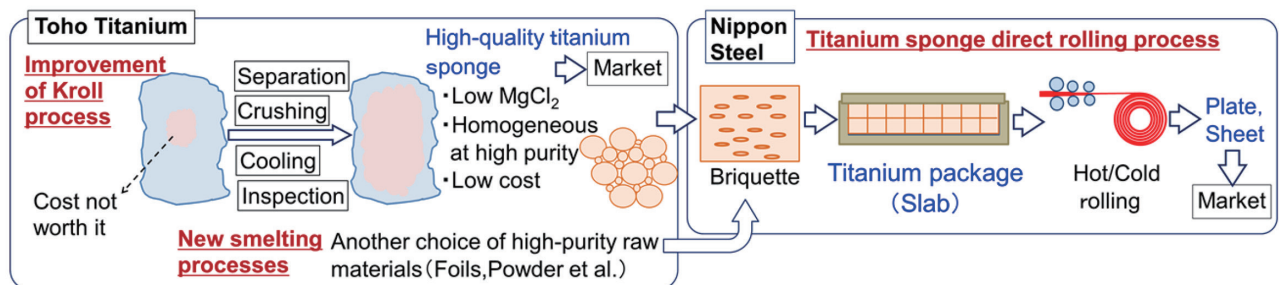 Toho Titanium
Improvement
of Kroll
process
Cost not
worth it
Separation
Crushing
Cooling
Inspection
High-quality titanium
sponge
Market
・Low MgCl₂
・Homogeneous
at high purity
・Low cost
New smelting
processes
Another choice of high-purity raw
materials（Foils,Powder et al.）
Nippon
Steel
Titanium sponge direct rolling process
Briquette
Titanium package
（Slab）
Hot/Cold
rolling
Plate,
Sheet
Market